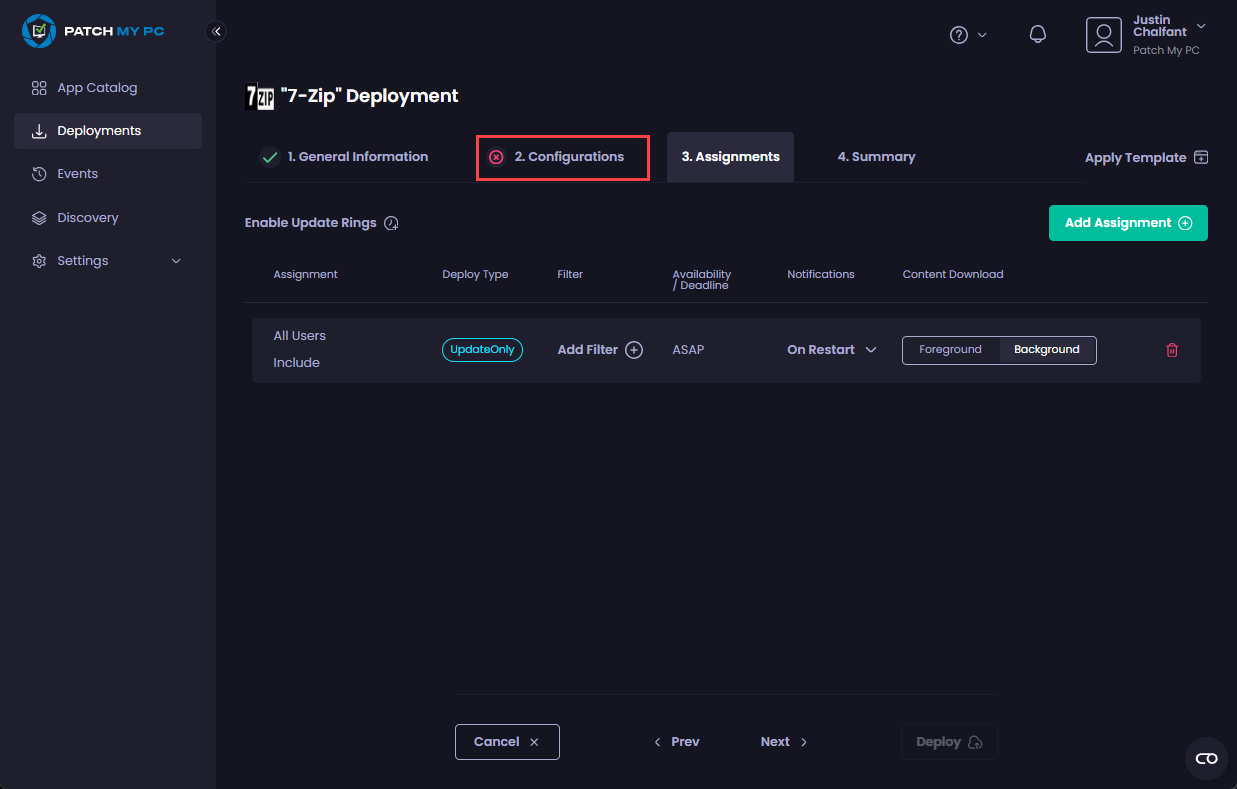 PATCH MY PC
Justin
Chalfant
Patch My PC
App Catalog
Deployments
Events
Discovery
Settings
7 ZIP "7-Zip" Deployment
1. General Information
2. Configurations
3. Assignments
4. Summary
Apply Template
Enable Update Rings
Add Assignment
Assignment
Deploy Type
Filter
Availability
/ Deadline
Notifications
Content Download
All Users
Include
UpdateOnly
Add Filter
ASAP
On Restart
Foreground
Background
Cancel
Prev
Next
Deploy